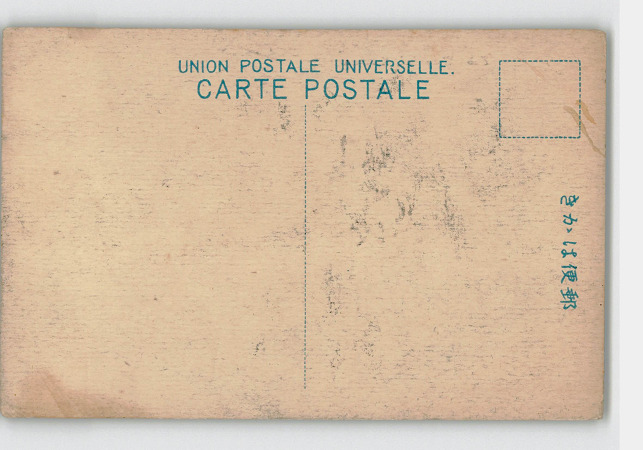 UNION POSTALE UNIVERSELLE.
CARTE POSTALE
郵便はかき